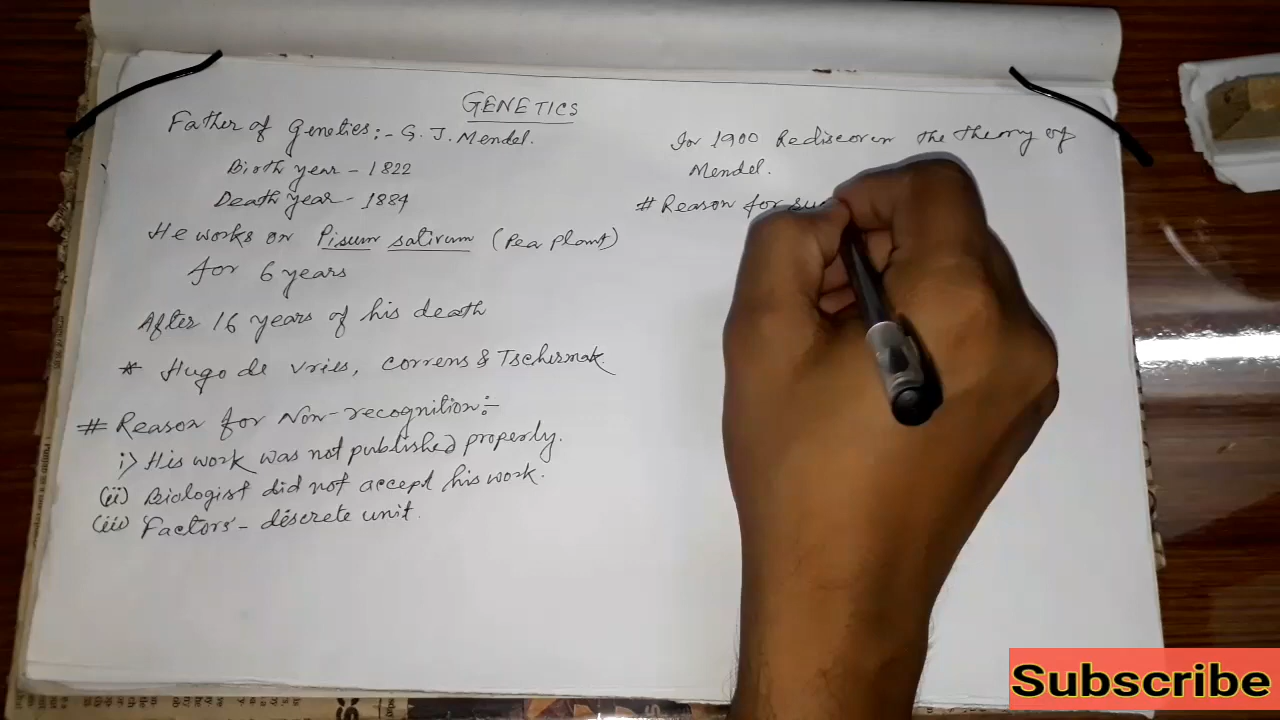 GENETICS
Father of Genetics:- G. J. Mendel.
Birth year - 1822
Death year - 1884
He works on Pisum sativum (Pea plant)
for 6 years
After 16 years of his death
* Hugo de Vries, Correns & Tschermak
# Reason for Non-recognition:-
i) His work was not published properly.
(ii) Biologist did not accept his work.
(iii) 'Factors' - discrete unit.
In 1900 Rediscover the theory of
Mendel.
# Reason for suc
Subscribe